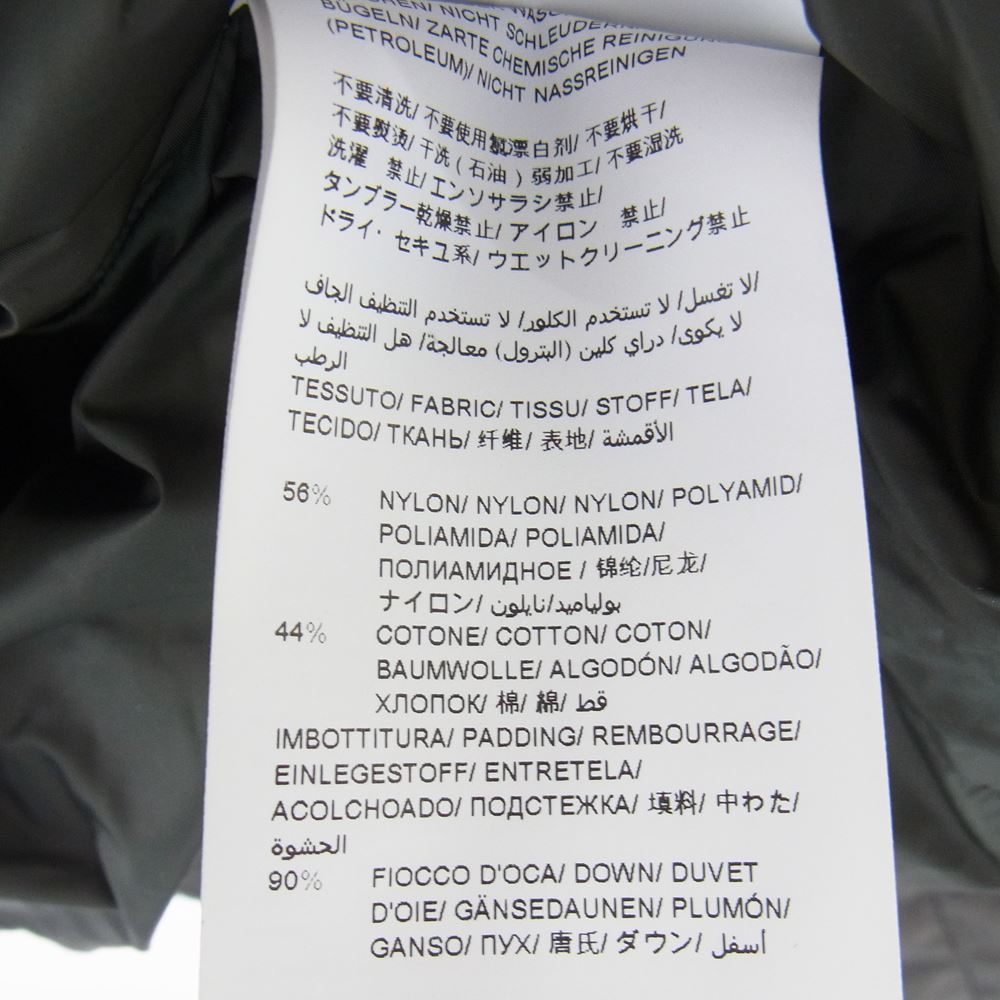 NICHT SCHLEUDERN
BÜGELN/ ZARTE CHEMISCHE REINIGUNG
(PETROLEUM)/ NICHT NASSREINIGEN
不要清洗/ 不要使用氯漂白剂/ 不要烘干/
不要熨烫/ 干洗（石油）弱加工/ 不要湿洗
洗濯 禁止/ エンソサラシ禁止/
タンブラー乾燥禁止/ アイロン 禁止/
ドライ・セキユ系/ ウエットクリーニング禁止
لا تغسل/ لا تستخدم الكلور/ لا تستخدم التنظيف الجاف/
لا يكوى/ دراي كلين (البترول) معالجة/ هل التنظيف لا
الرطب
TESSUTO/ FABRIC/ TISSU/ STOFF/ TELA/
TECIDO/ ТКАНЬ/ 纤维/ 表地/ الأقمشة
56% NYLON/ NYLON/ NYLON/ POLYAMID/
POLIAMIDA/ POLIAMIDA/
ПОЛИАМИДНОЕ / 锦纶/尼龙/
ナイロン/ بولياميد/نايلون
44% COTONE/ COTTON/ COTON/
BAUMWOLLE/ ALGODÓN/ ALGODÃO/
ХЛОПОК/ 棉/ 綿/ قط
IMBOTTITURA/ PADDING/ REMBOURRAGE/
EINLEGESTOFF/ ENTRETELA/
ACOLCHOADO/ ПОДСТЕЖКА/ 填料/ 中わた/
الحشوة
90% FIOCCO D'OCA/ DOWN/ DUVET
D'OIE/ GÄNSEDAUNEN/ PLUMÓN/
GANSO/ ПУХ/ 唐氏/ ダウン/ أسفل